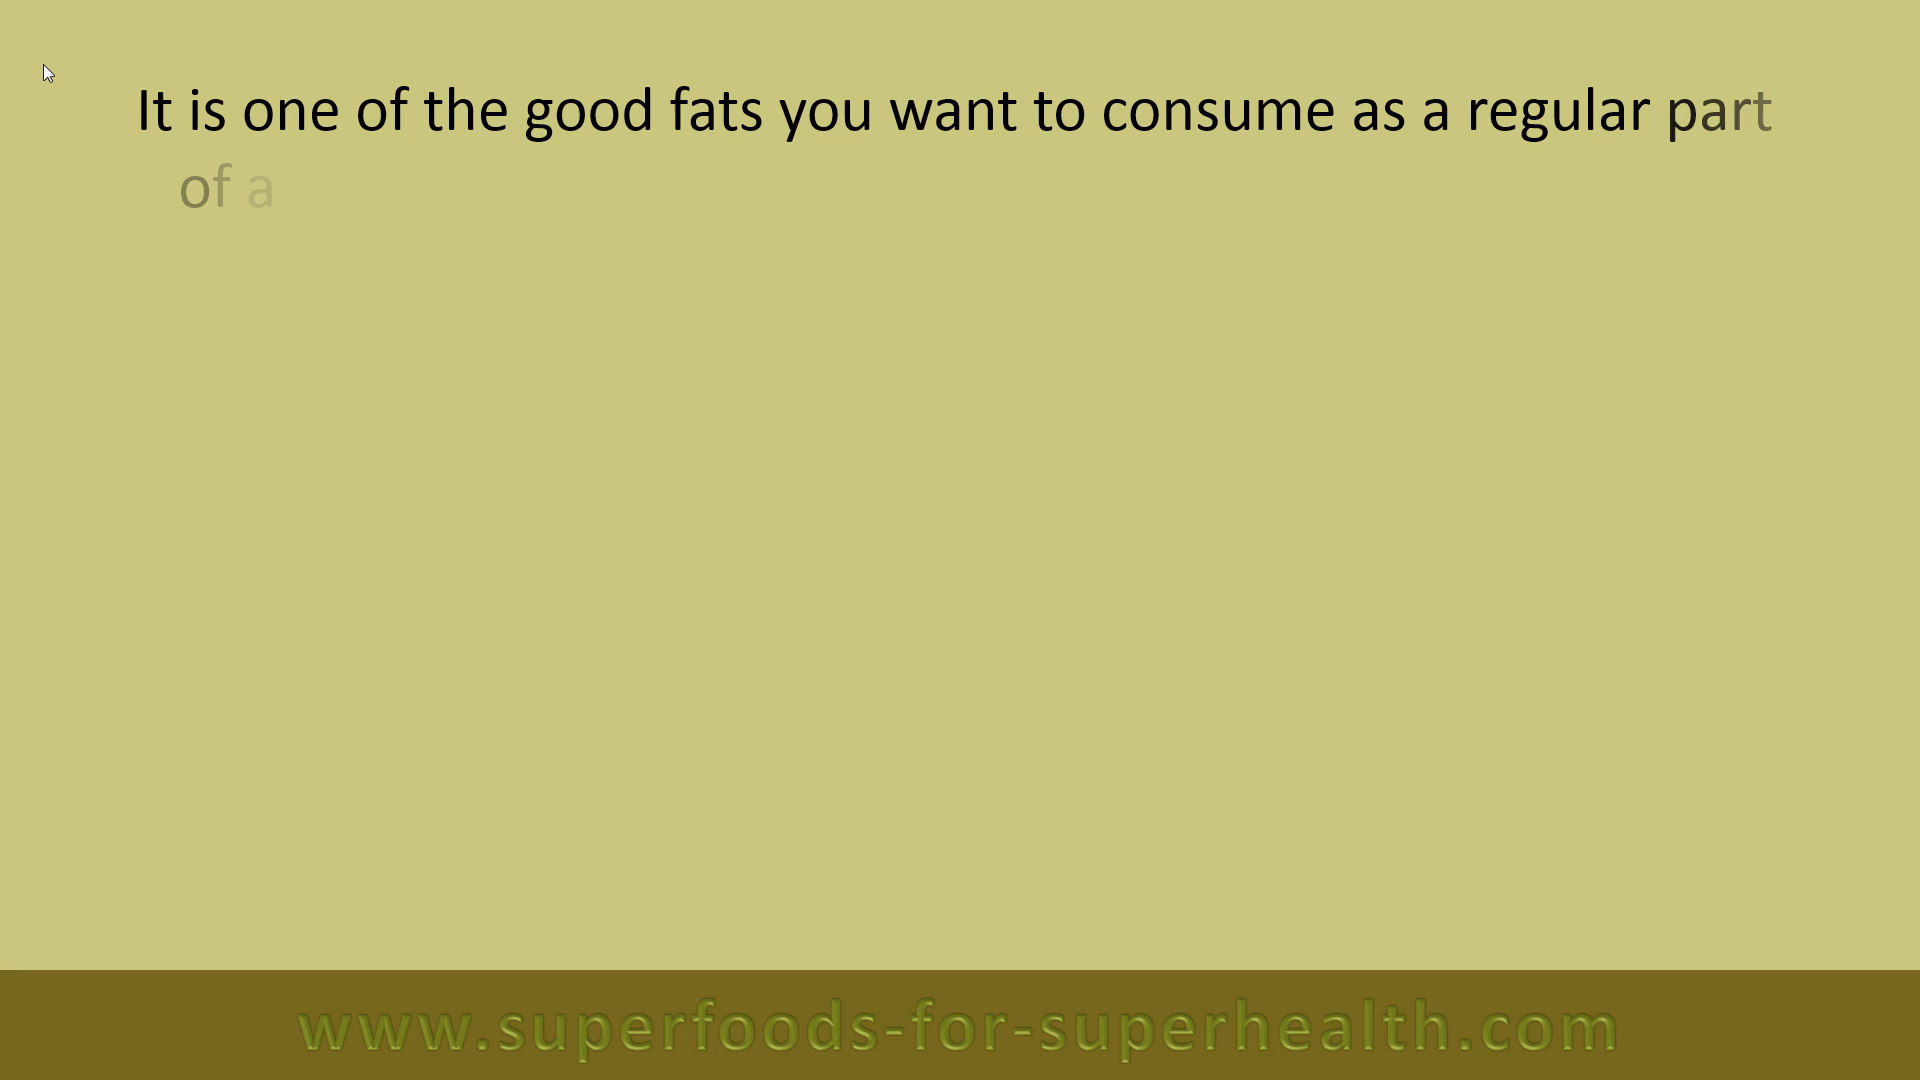 It is one of the good fats you want to consume as a regular part
of a
www.superfoods-for-superhealth.com